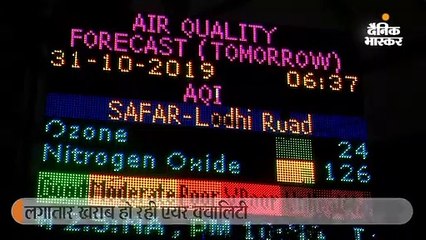 दैनिक
भास्कर
AIR QUALITY
FORECAST (TOMORROW)
31-10-2019 06:37
AQI
SAFAR-Lodhi Road
Ozone 24
Nitrogen Oxide 126
Good Moderate Poor
लगातार खराब हो रही एयर क्वालिटी